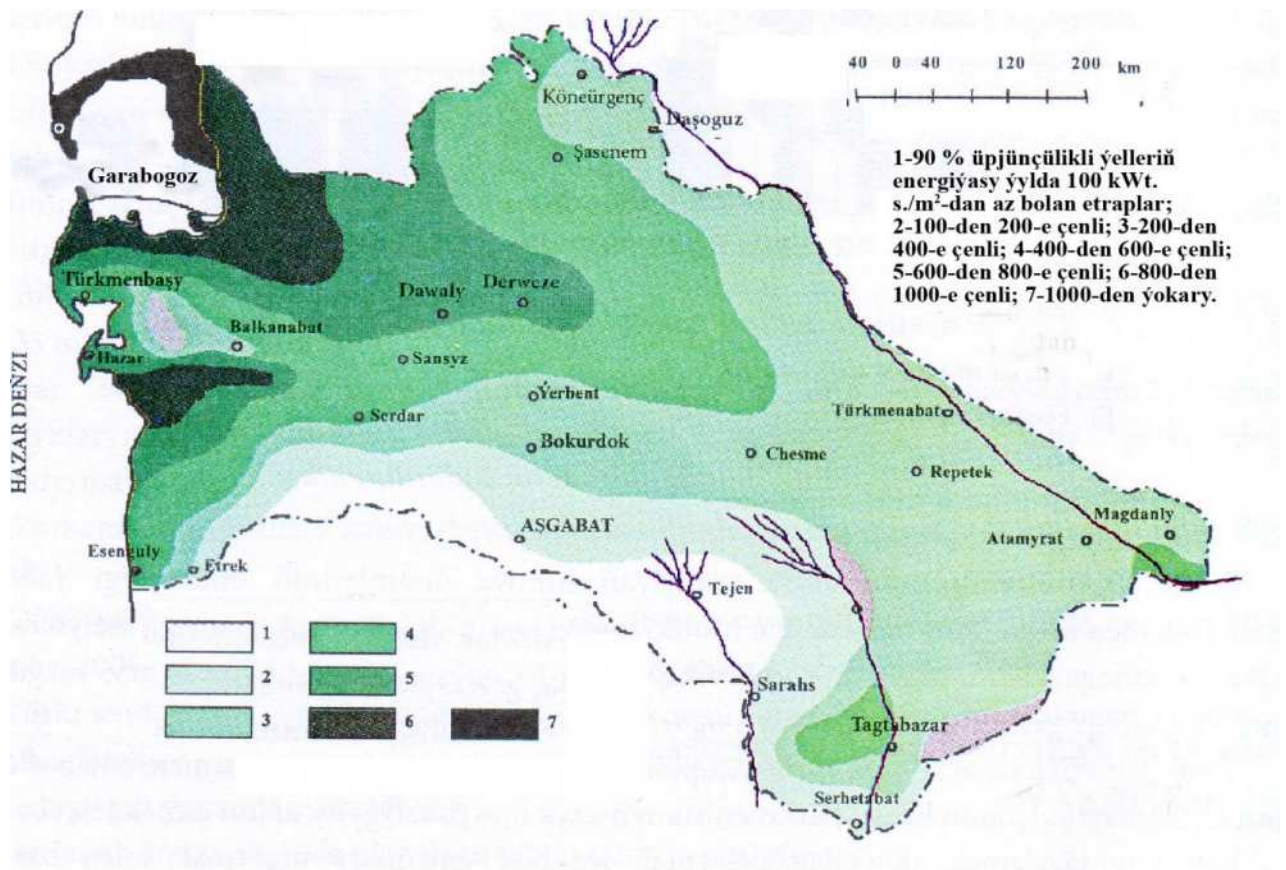 40 40 120 200 km
Köneürgenç
Daşoguz
Şasenem
Garabogoz
1-90 % üpjünçülikli ýelleriň
energiýasy ýylda 100 kWt.
s./m²-dan az bolan etraplar;
2-100-den 200-e çenli; 3-200-den
400-e çenli; 4-400-den 600-e çenli;
5-600-den 800-e çenli; 6-800-den
1000-e çenli; 7-1000-den ýokary.
Türkmenbaşy
Dawaly
Derweze
Balkanabat
Hazar
Sansyz
HAZAR DENZI
Serdar
Ýerbent
Türkmenabat
Bokurdok
Chesme
Repetek
ASGABAT
Magdanly
Atamyrat
Esenguly
Etrek
Tejen
1
4
2
5
3
6
7
Sarahs
Tagtabazar
Serhetabat